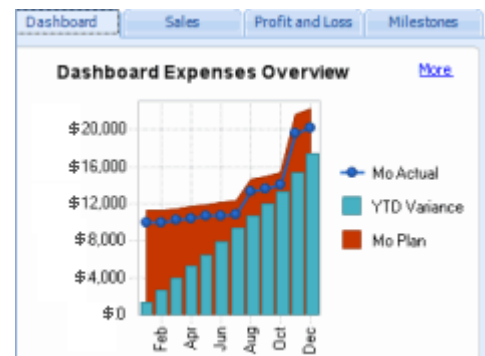 Dashboard Sales Profit and Loss Milestones
Dashboard Expenses Overview More
$20,000
$16,000
$12,000
$8,000
$4,000
$0
Mo Actual
YTD Variance
Mo Plan
Feb Apr Jun Aug Oct Dec